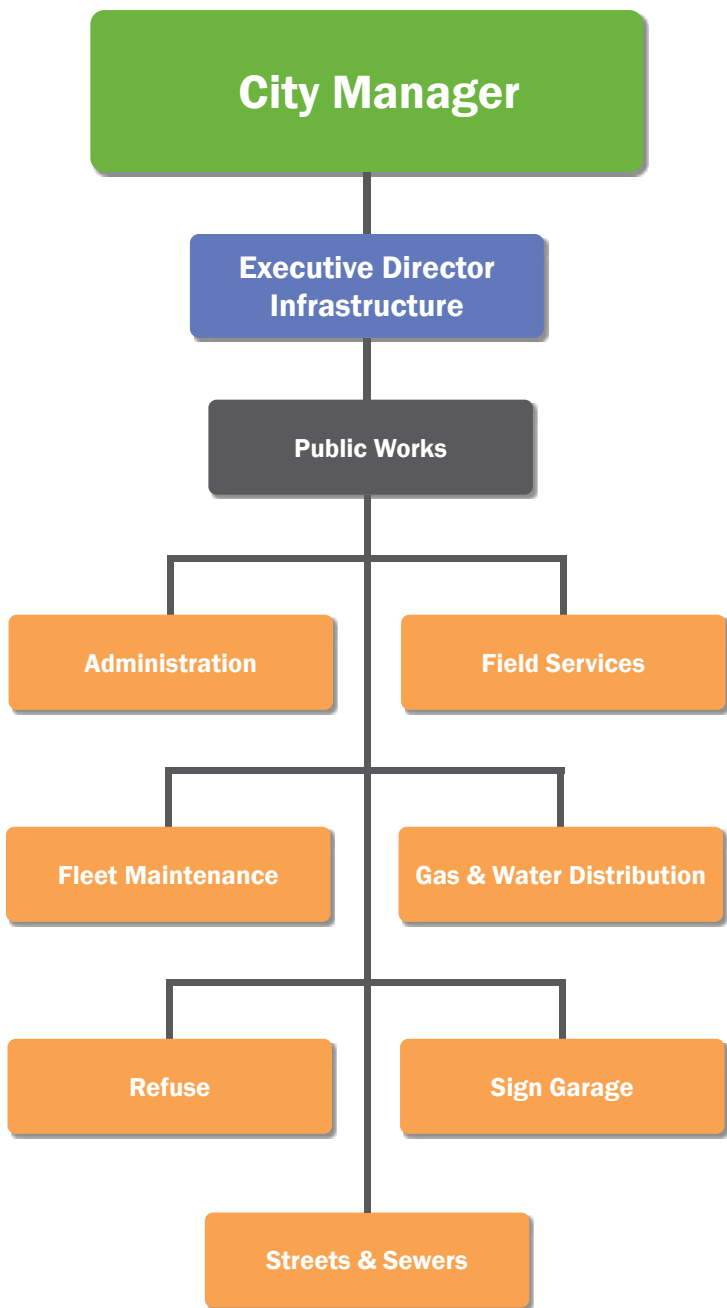 City Manager
Executive Director
Infrastructure
Public Works
Administration
Field Services
Fleet Maintenance
Gas & Water Distribution
Refuse
Sign Garage
Streets & Sewers